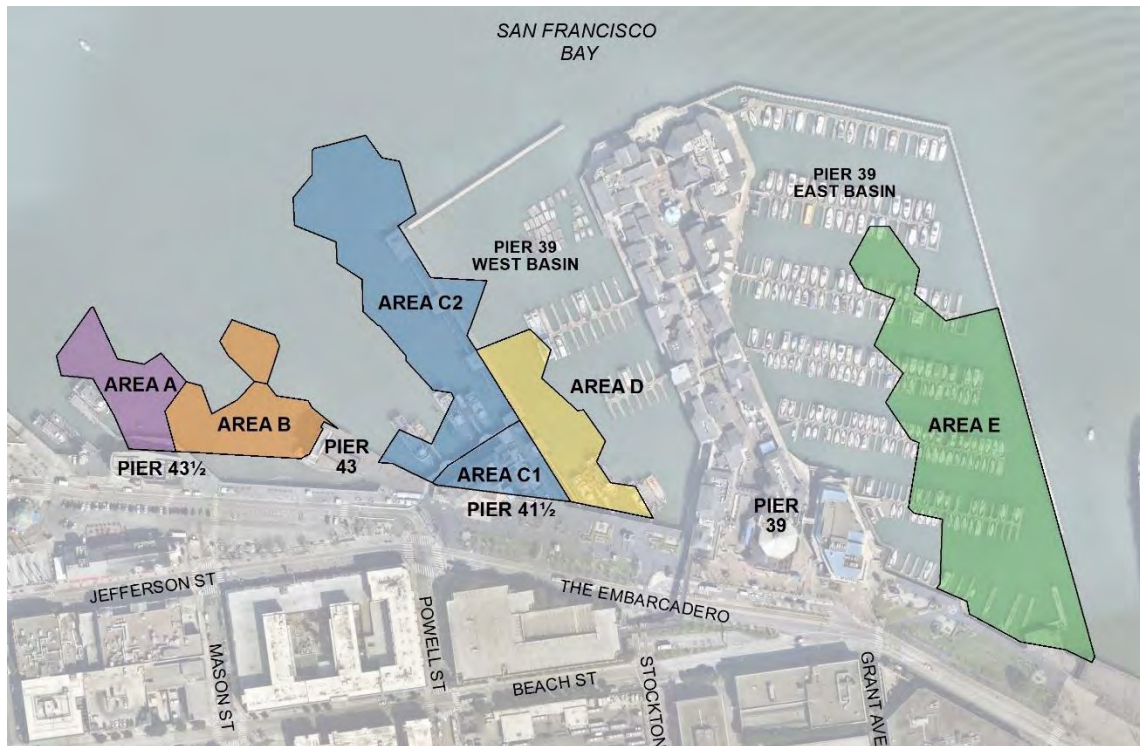 SAN FRANCISCO
BAY
PIER 39
EAST BASIN
PIER 39
WEST BASIN
AREA C2
AREA A
AREA B
AREA D
AREA E
PIER
43
PIER 43½
AREA C1
PIER 41½
PIER
39
JEFFERSON ST
THE EMBARCADERO
MASON ST
POWELL ST
BEACH ST
STOCKTON
GRANT AVE